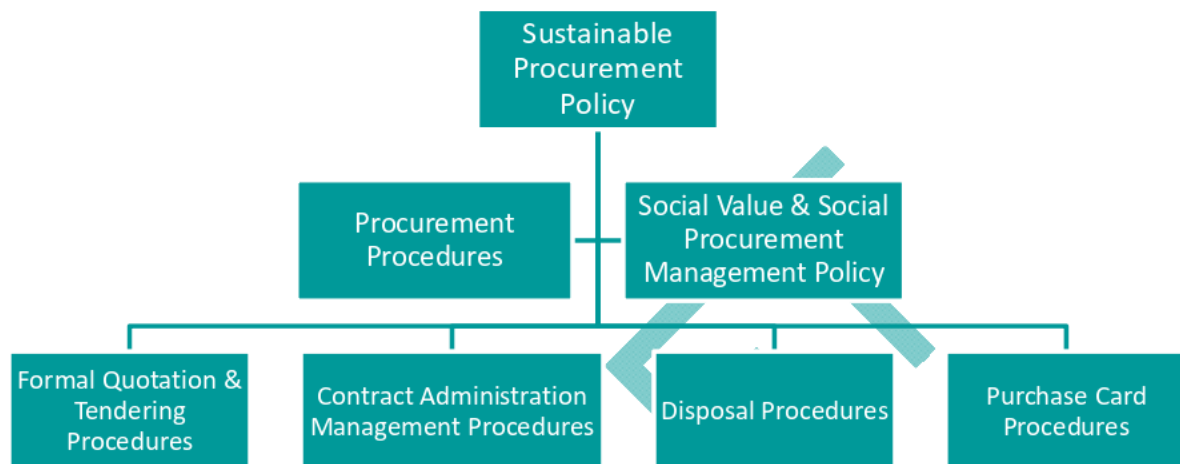 Sustainable
Procurement
Policy
Procurement
Procedures
Social Value & Social
Procurement
Management Policy
Formal Quotation &
Tendering
Procedures
Contract Administration
Management Procedures
Disposal Procedures
Purchase Card
Procedures